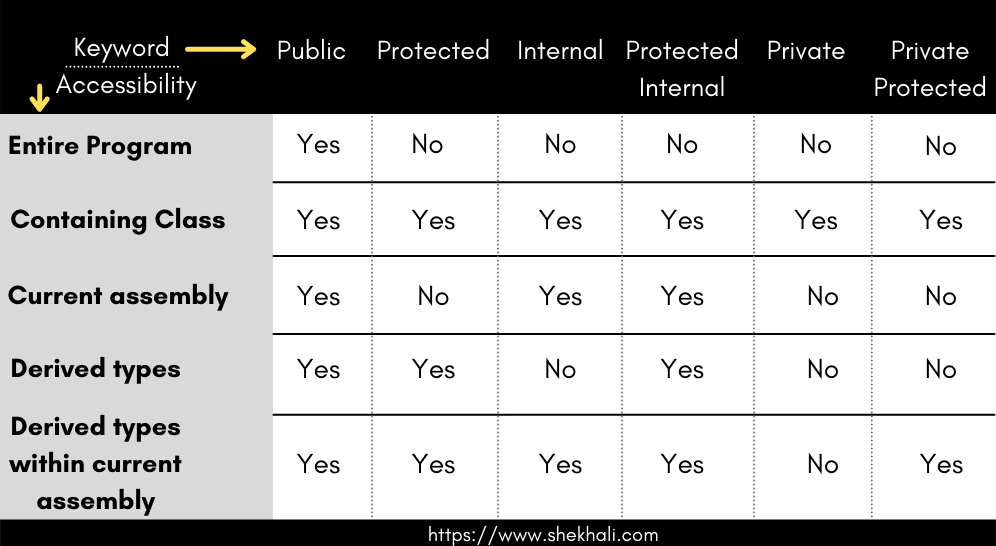 Keyword Public Protected Internal Protected Internal Private Private Protected
Accessibility
Entire Program Yes No No No No No
Containing Class Yes Yes Yes Yes Yes Yes
Current assembly Yes No Yes Yes No No
Derived types Yes Yes No Yes No No
Derived types within current assembly Yes Yes Yes Yes No Yes
https://www.shekhali.com